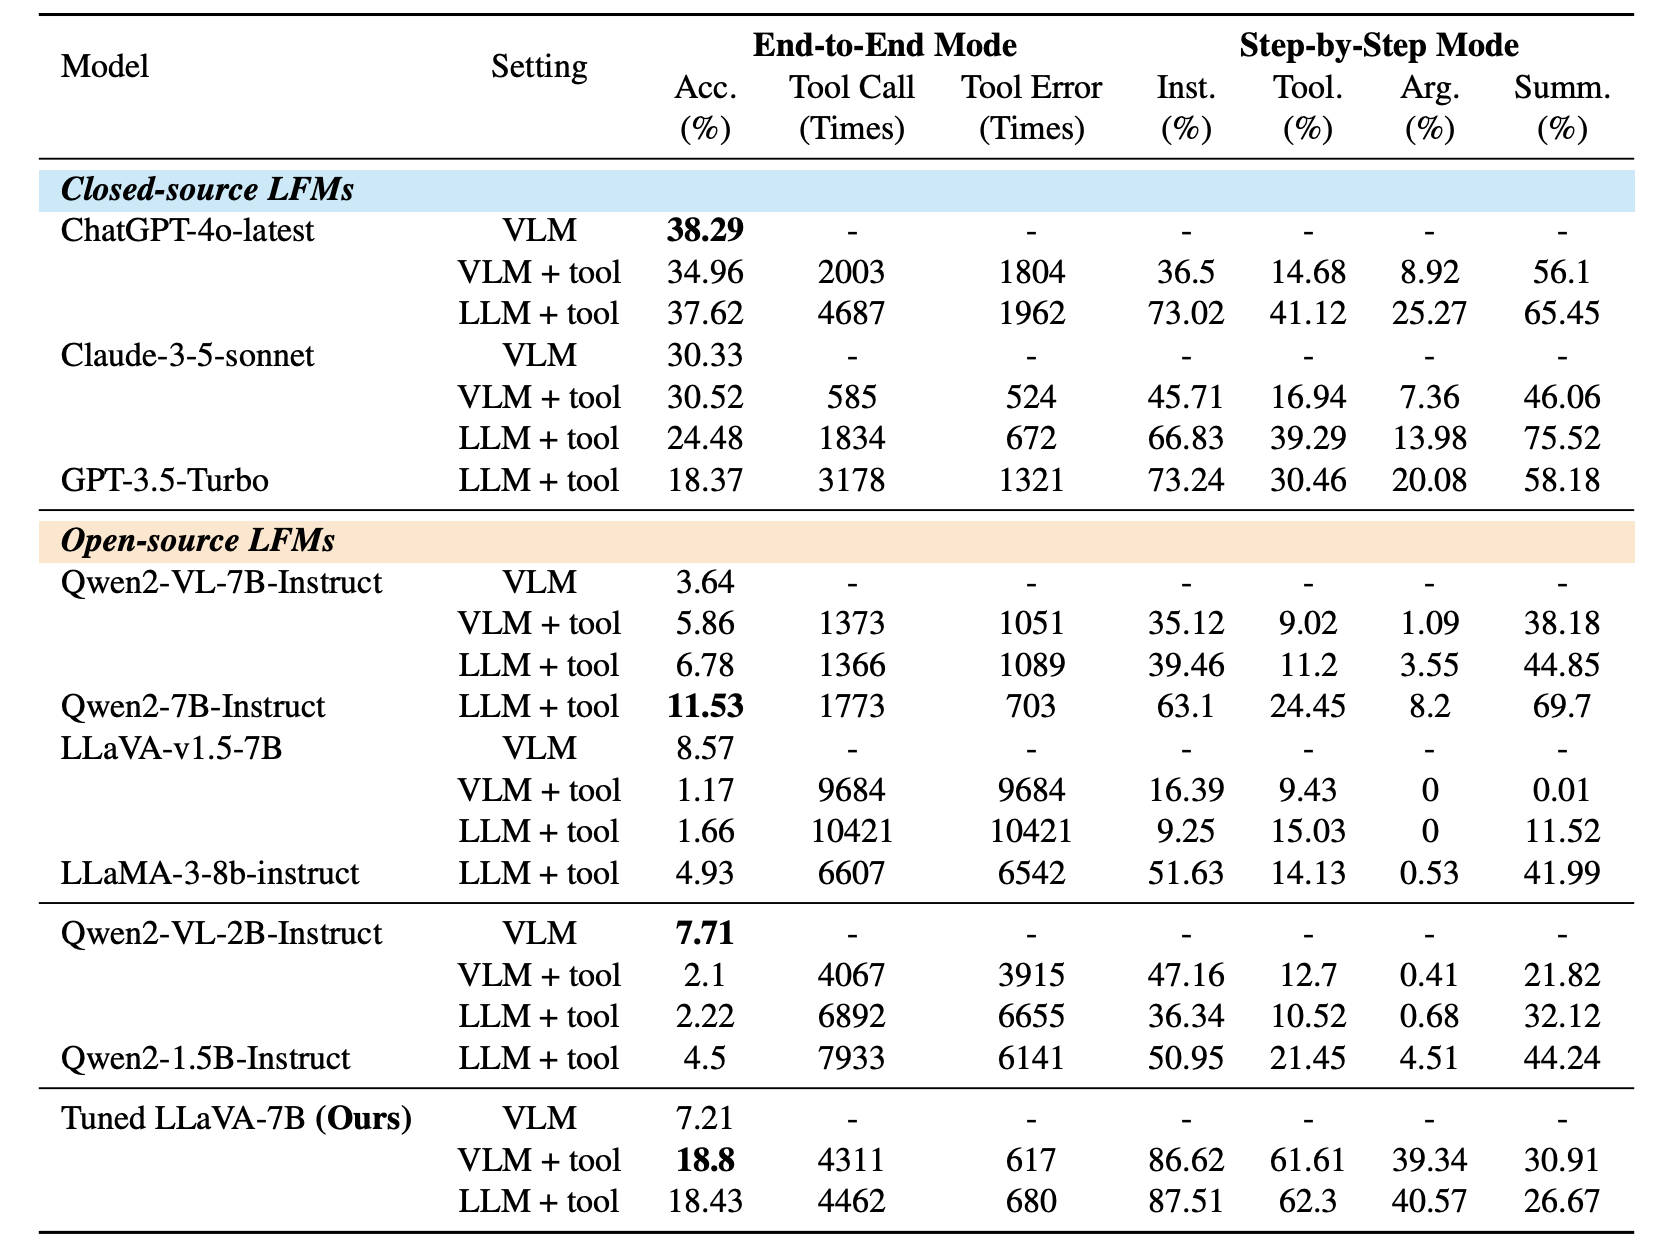 End-to-End Mode Step-by-Step Mode
Model Setting
Acc. Tool Call Tool Error Inst. Tool. Arg. Summ.
(%) (Times) (Times) (%) (%) (%) (%)
Closed-source LFMs
ChatGPT-4o-latest VLM 38.29 - - - - - -
VLM + tool 34.96 2003 1804 36.5 14.68 8.92 56.1
LLM + tool 37.62 4687 1962 73.02 41.12 25.27 65.45
Claude-3-5-sonnet VLM 30.33 - - - - - -
VLM + tool 30.52 585 524 45.71 16.94 7.36 46.06
LLM + tool 24.48 1834 672 66.83 39.29 13.98 75.52
GPT-3.5-Turbo LLM + tool 18.37 3178 1321 73.24 30.46 20.08 58.18
Open-source LFMs
Qwen2-VL-7B-Instruct VLM 3.64 - - - - - -
VLM + tool 5.86 1373 1051 35.12 9.02 1.09 38.18
LLM + tool 6.78 1366 1089 39.46 11.2 3.55 44.85
Qwen2-7B-Instruct LLM + tool 11.53 1773 703 63.1 24.45 8.2 69.7
LLaVA-v1.5-7B VLM 8.57 - - - - - -
VLM + tool 1.17 9684 9684 16.39 9.43 0 0.01
LLM + tool 1.66 10421 10421 9.25 15.03 0 11.52
LLaMA-3-8b-instruct LLM + tool 4.93 6607 6542 51.63 14.13 0.53 41.99
Qwen2-VL-2B-Instruct VLM 7.71 - - - - - -
VLM + tool 2.1 4067 3915 47.16 12.7 0.41 21.82
LLM + tool 2.22 6892 6655 36.34 10.52 0.68 32.12
Qwen2-1.5B-Instruct LLM + tool 4.5 7933 6141 50.95 21.45 4.51 44.24
Tuned LLaVA-7B (Ours) VLM 7.21 - - - - - -
VLM + tool 18.8 4311 617 86.62 61.61 39.34 30.91
LLM + tool 18.43 4462 680 87.51 62.3 40.57 26.67